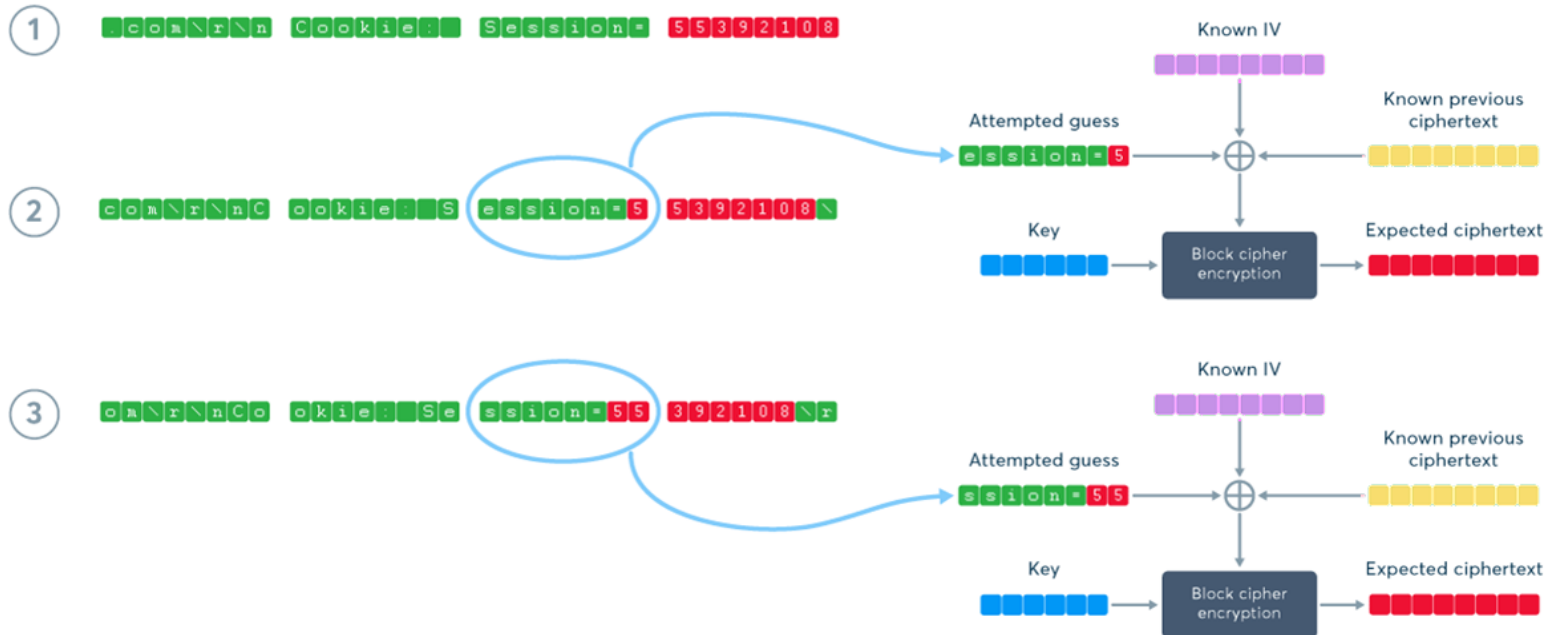 1
.com\r\n Cookie:  Session= 55392108
Known IV
Attempted guess
Known previous
ciphertext
ession=5
2
com\r\nC ookie: S ession=5 5392108\
Key
Expected ciphertext
Block cipher
encryption
Known IV
3
om\r\nCo okie: Se ssion=55 392108\r
Attempted guess
Known previous
ciphertext
ssion=55
Key
Expected ciphertext
Block cipher
encryption